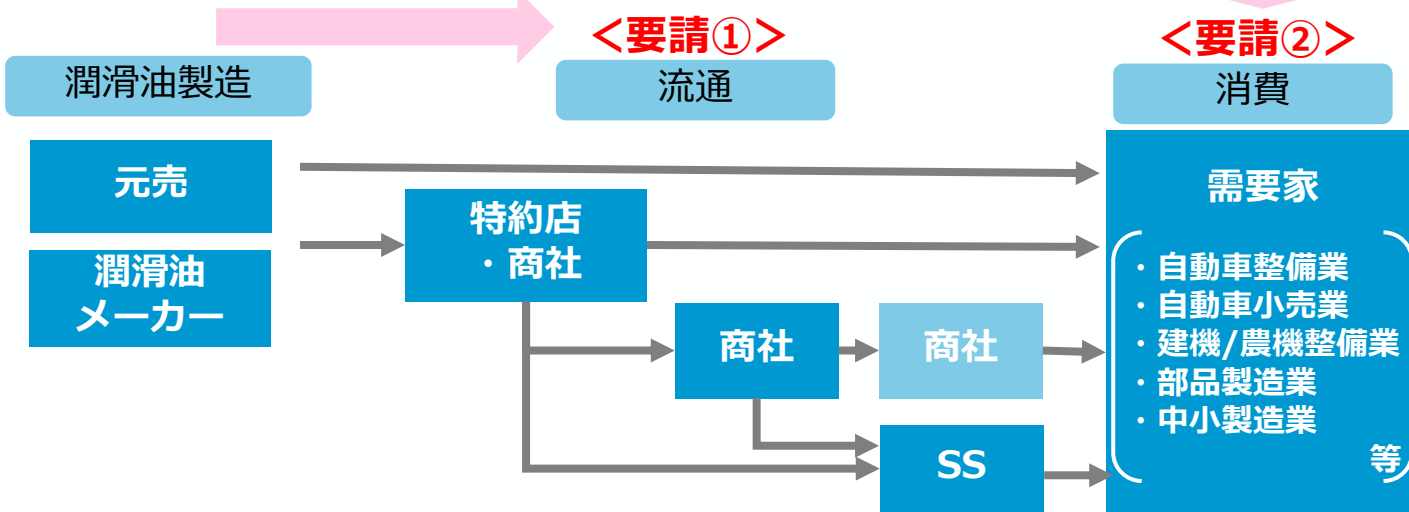 ＜要請①＞
＜要請②＞
潤滑油製造
流通
消費
元売
潤滑油
メーカー
特約店
・商社
商社
商社
SS
需要家
・自動車整備業
・自動車小売業
・建機/農機整備業
・部品製造業
・中小製造業
等